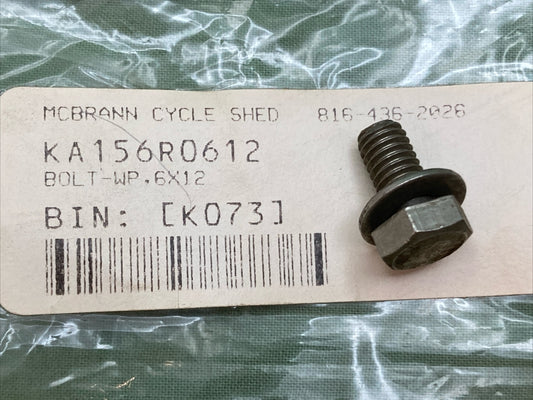 MCBRANN CYCLE SHED 816-436-2026
KA156R0612
BOLT-WP,6X12
BIN: [K073]